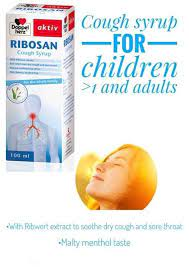 Doppel
herz
aktiv
RIBOSAN
Cough Syrup
100 ml
Cough syrup
FOR
children
>1 and adults
•With Ribwort extract to soothe dry cough and sore throat
•Malty menthol taste